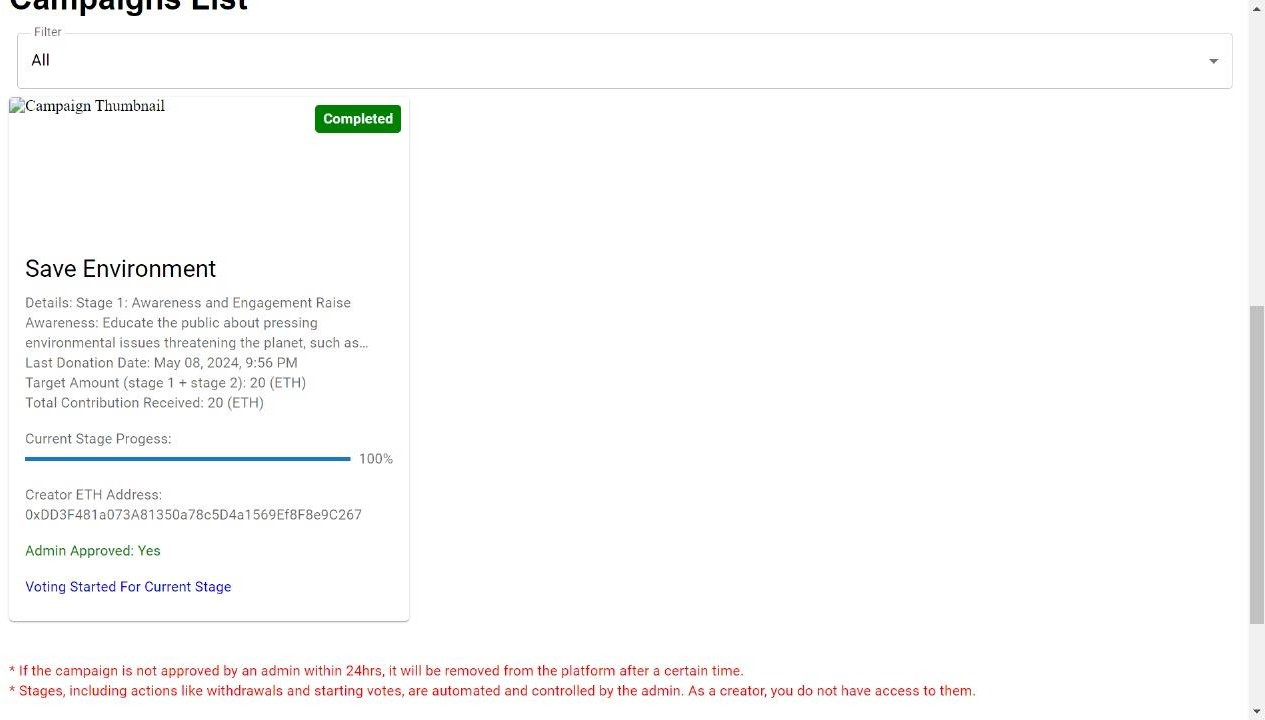 Campaigns List
Filter
All
Campaign Thumbnail
Completed
Save Environment
Details: Stage 1: Awareness and Engagement Raise
Awareness: Educate the public about pressing
environmental issues threatening the planet, such as...
Last Donation Date: May 08, 2024, 9:56 PM
Target Amount (stage 1 + stage 2): 20 (ETH)
Total Contribution Received: 20 (ETH)
Current Stage Progess:
100%
Creator ETH Address:
0xDD3F481a073A81350a78c5D4a1569Ef8F8e9C267
Admin Approved: Yes
Voting Started For Current Stage
* If the campaign is not approved by an admin within 24hrs, it will be removed from the platform after a certain time.
* Stages, including actions like withdrawals and starting votes, are automated and controlled by the admin. As a creator, you do not have access to them.